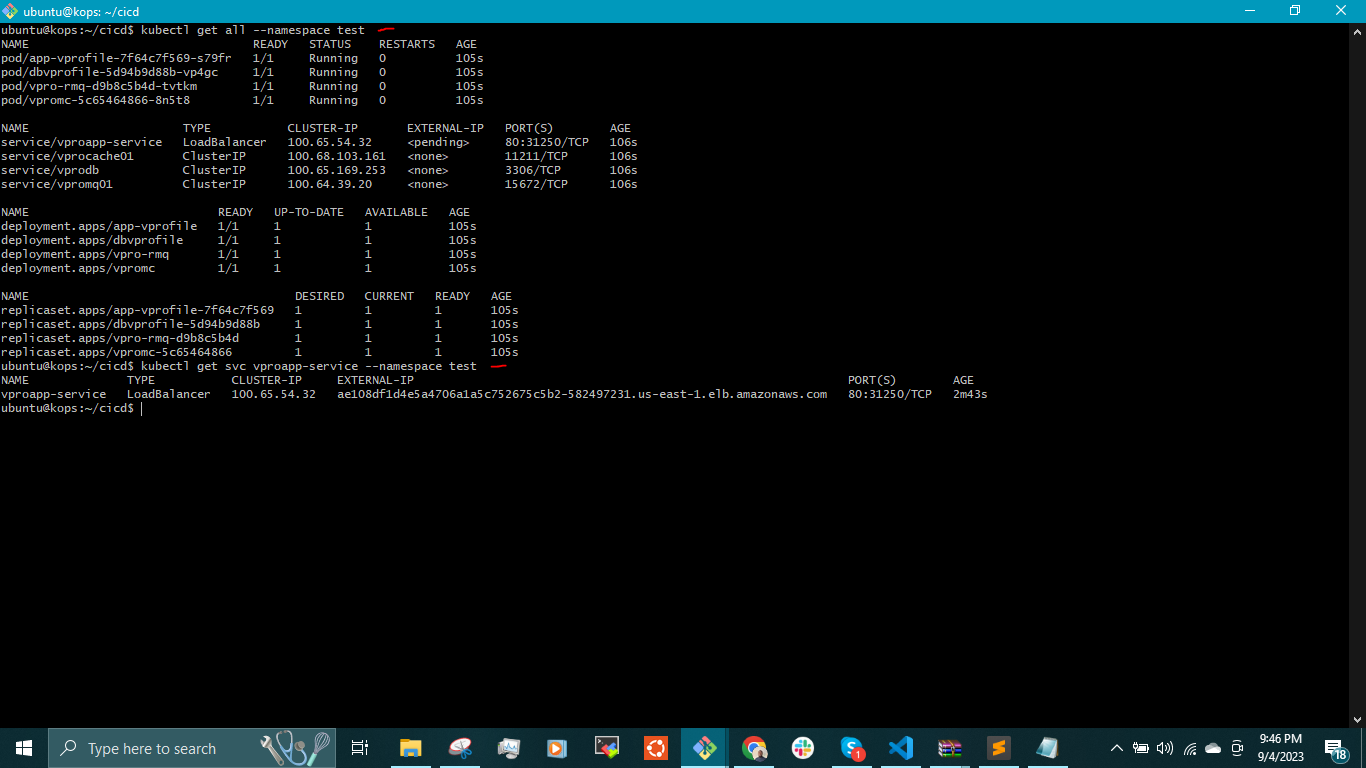 ubuntu@kops: ~/cicd
ubuntu@kops:~/cicd$ kubectl get all --namespace test
NAME READY STATUS RESTARTS AGE
pod/app-vprofile-7f64c7f569-s79fr 1/1 Running 0 105s
pod/dbvprofile-5d94b9d88b-vp4gc 1/1 Running 0 105s
pod/vpro-rmq-d9b8c5b4d-tvtkm 1/1 Running 0 105s
pod/vpromc-5c65464866-8n5t8 1/1 Running 0 105s
NAME TYPE CLUSTER-IP EXTERNAL-IP PORT(S) AGE
service/vproapp-service LoadBalancer 100.65.54.32 <pending> 80:31250/TCP 106s
service/vprocache01 ClusterIP 100.68.103.161 <none> 11211/TCP 106s
service/vprodb ClusterIP 100.65.169.253 <none> 3306/TCP 106s
service/vpromq01 ClusterIP 100.64.39.20 <none> 15672/TCP 106s
NAME READY UP-TO-DATE AVAILABLE AGE
deployment.apps/app-vprofile 1/1 1 1 105s
deployment.apps/dbvprofile 1/1 1 1 105s
deployment.apps/vpro-rmq 1/1 1 1 105s
deployment.apps/vpromc 1/1 1 1 105s
NAME DESIRED CURRENT READY AGE
replicaset.apps/app-vprofile-7f64c7f569 1 1 1 105s
replicaset.apps/dbvprofile-5d94b9d88b 1 1 1 105s
replicaset.apps/vpro-rmq-d9b8c5b4d 1 1 1 105s
replicaset.apps/vpromc-5c65464866 1 1 1 105s
ubuntu@kops:~/cicd$ kubectl get svc vproapp-service --namespace test
NAME TYPE CLUSTER-IP EXTERNAL-IP PORT(S) AGE
vproapp-service LoadBalancer 100.65.54.32 ae108df1d4e5a4706a1a5c752675c5b2-582497231.us-east-1.elb.amazonaws.com 80:31250/TCP 2m43s
ubuntu@kops:~/cicd$
Type here to search
1
9:46 PM
9/4/2023
18